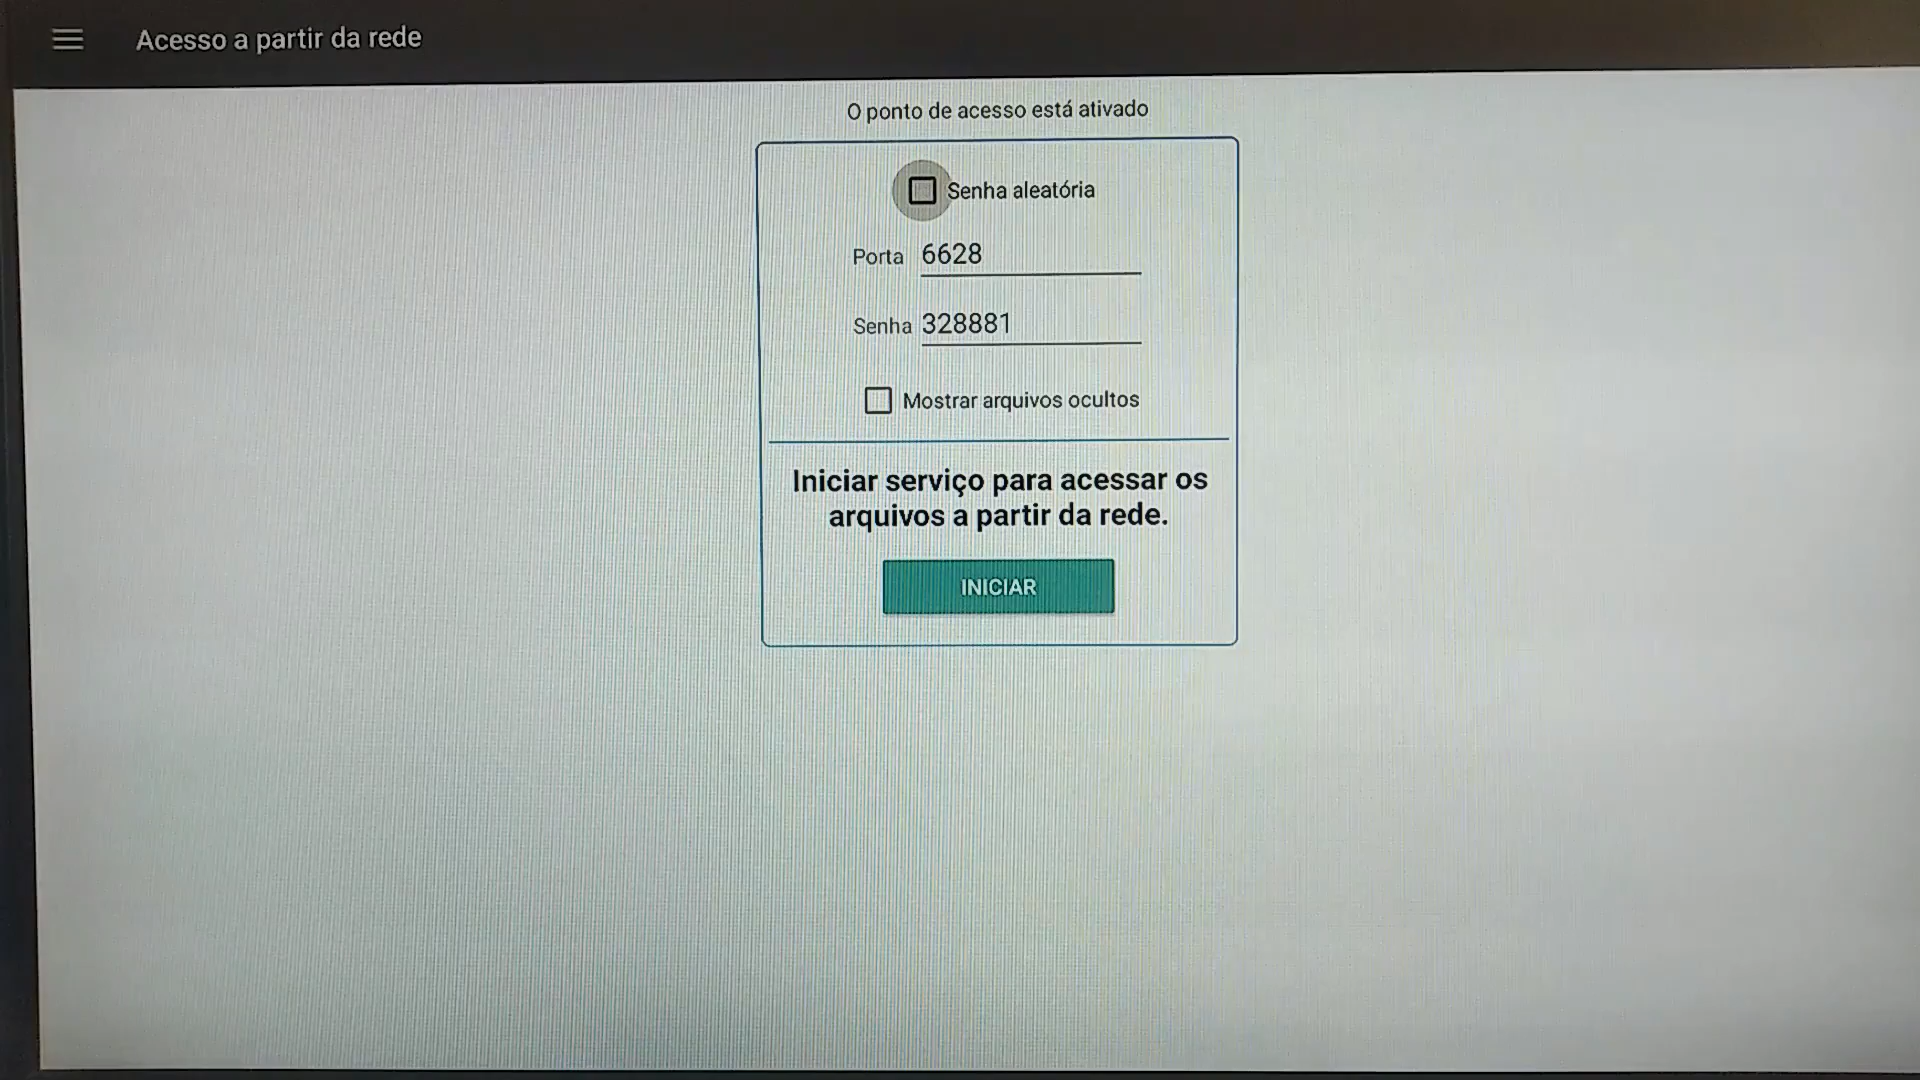 Acesso a partir da rede
O ponto de acesso está ativado
Senha aleatória
Porta 6628
Senha 328881
Mostrar arquivos ocultos
Iniciar serviço para acessar os
arquivos a partir da rede.
INICIAR